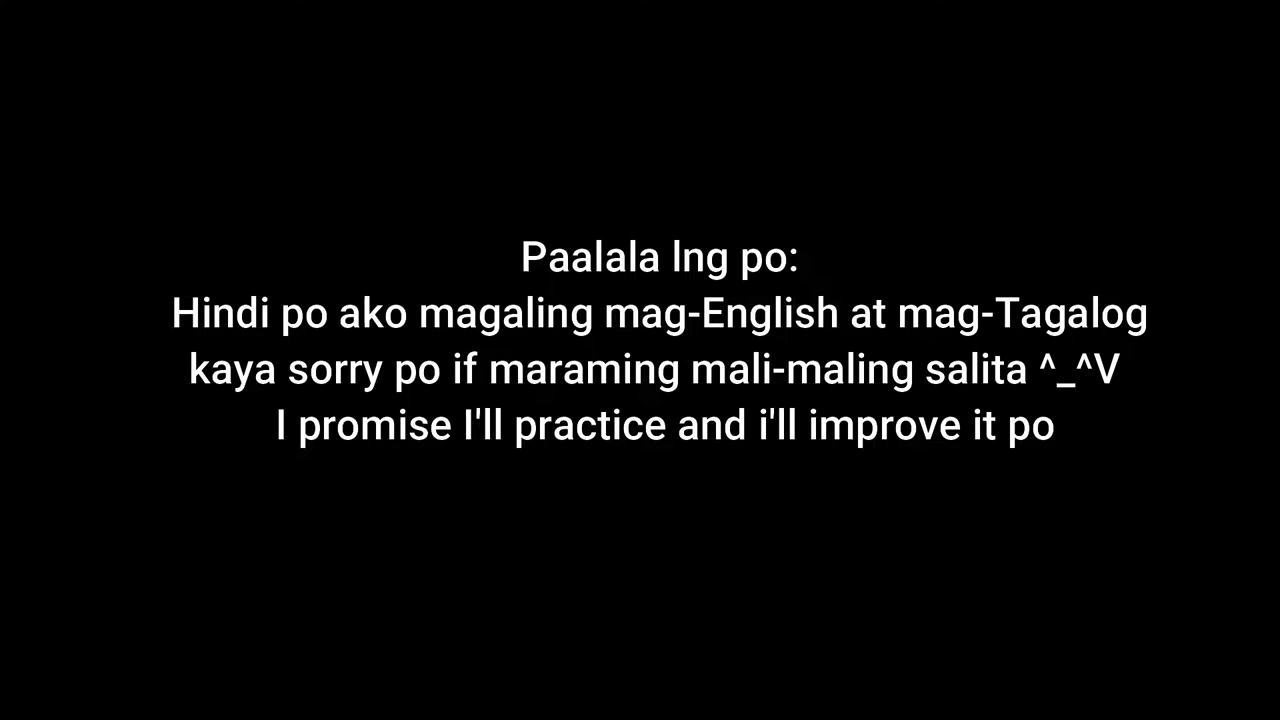 Paalala lng po:
Hindi po ako magaling mag-English at mag-Tagalog
kaya sorry po if maraming mali-maling salita ^_^V
I promise I'll practice and i'll improve it po